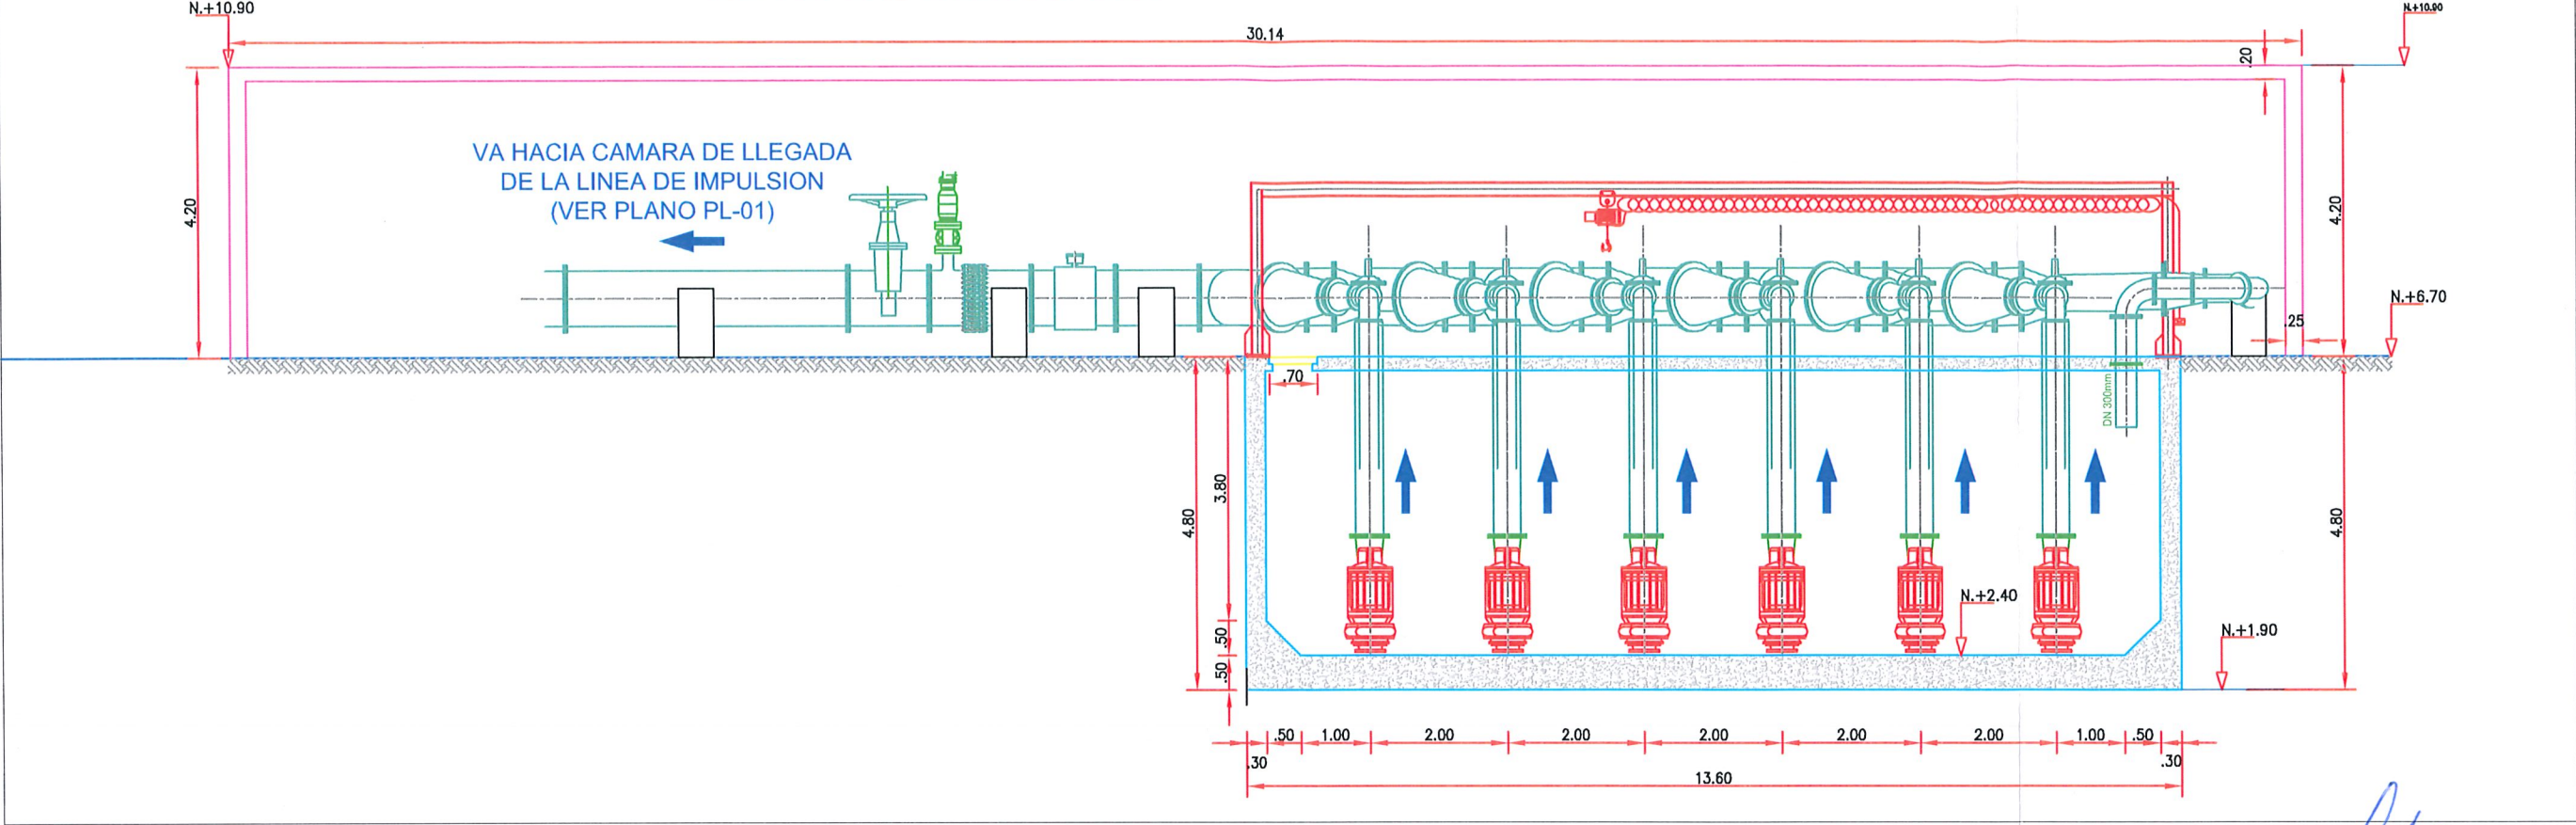 N.+10.90
N.+10.90
30.14
.20
VA HACIA CAMARA DE LLEGADA
DE LA LINEA DE IMPULSION
(VER PLANO PL-01)
4.20
4.20
N.+6.70
.25
.70
DN 300mm
3.80
4.80
4.80
N.+2.40
.50
N.+1.90
.50
.50
1.00
2.00
2.00
2.00
2.00
2.00
1.00
.50
.30
.30
13.60